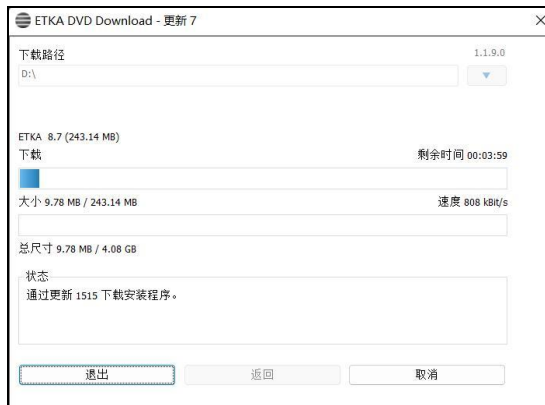 ETKA DVD Download - 更新 7
下载路径
1.1.9.0
D:\
ETKA 8.7 (243.14 MB)
下载
剩余时间 00:03:59
大小 9.78 MB / 243.14 MB
速度 808 kBit/s
总尺寸 9.78 MB / 4.08 GB
状态
通过更新 1515 下载安装程序。
退出
返回
取消